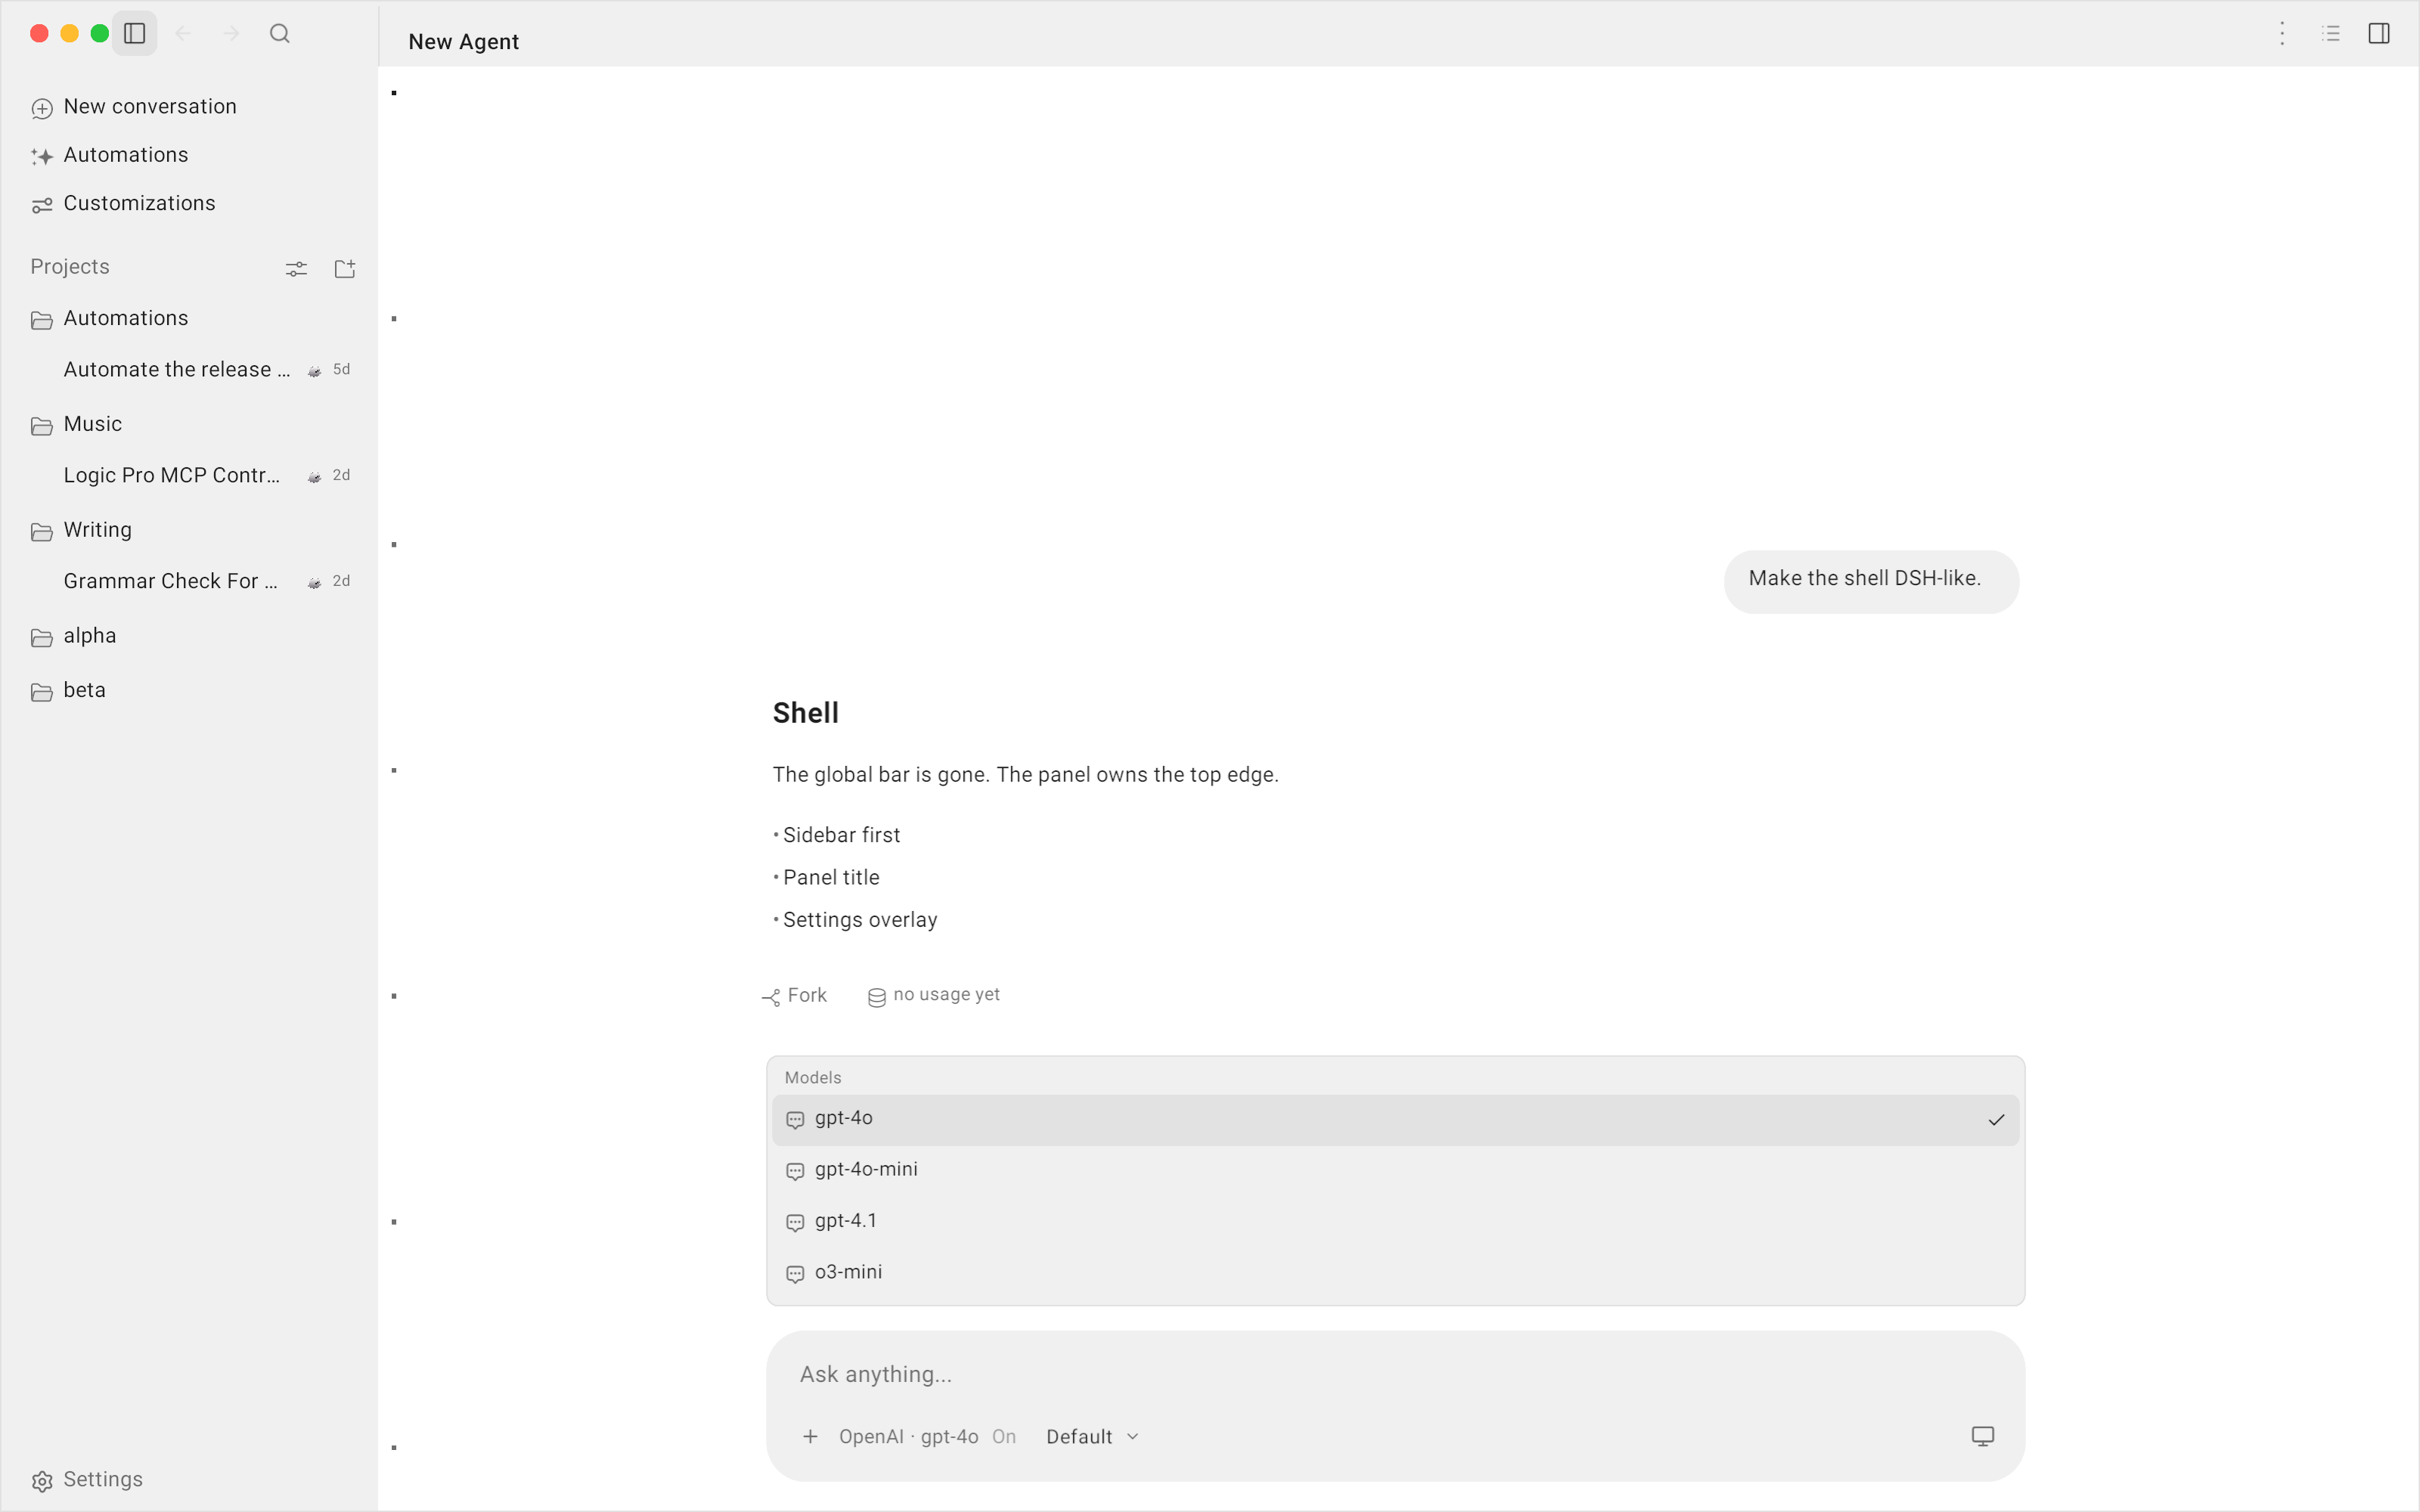 New Agent
New conversation
Automations
Customizations
Projects
Automations
Automate the release ... 5d
Music
Logic Pro MCP Contr... 2d
Writing
Grammar Check For ... 2d
alpha
beta
Settings
Make the shell DSH-like.
Shell
The global bar is gone. The panel owns the top edge.
• Sidebar first
• Panel title
• Settings overlay
Fork no usage yet
Models
gpt-4o
gpt-4o-mini
gpt-4.1
o3-mini
Ask anything...
OpenAI · gpt-4o On Default